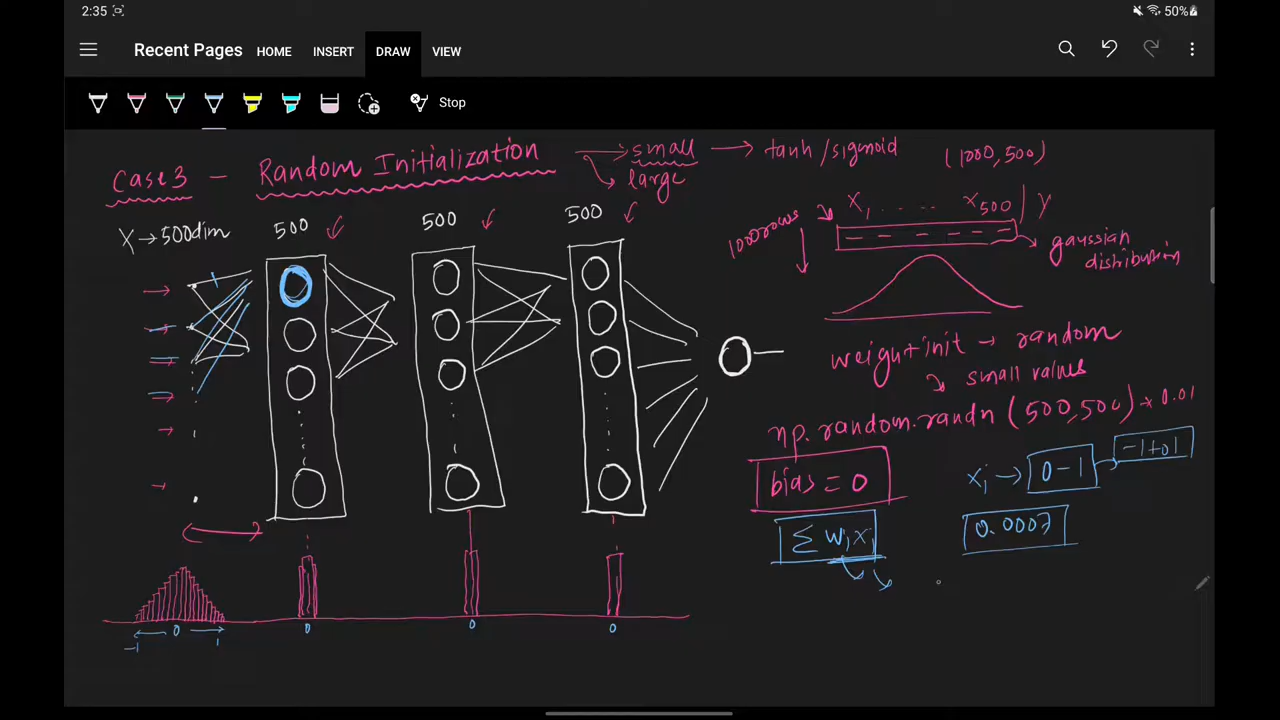 2:35
50%
Recent Pages HOME INSERT DRAW VIEW
Stop
Case3 - Random Initialization
small → tanh/sigmoid
large
(1000,500)
X → 500dim
500
500
500
1000rows
X1 .... X500 | Y
gaussian
distribution
weigut init → random
small values
np.random.randn (500,500) * 0.01
bias = 0
xi → 0-1
-1 to 1
Σ wixi
0.0007
-1 0 1
0
0
0